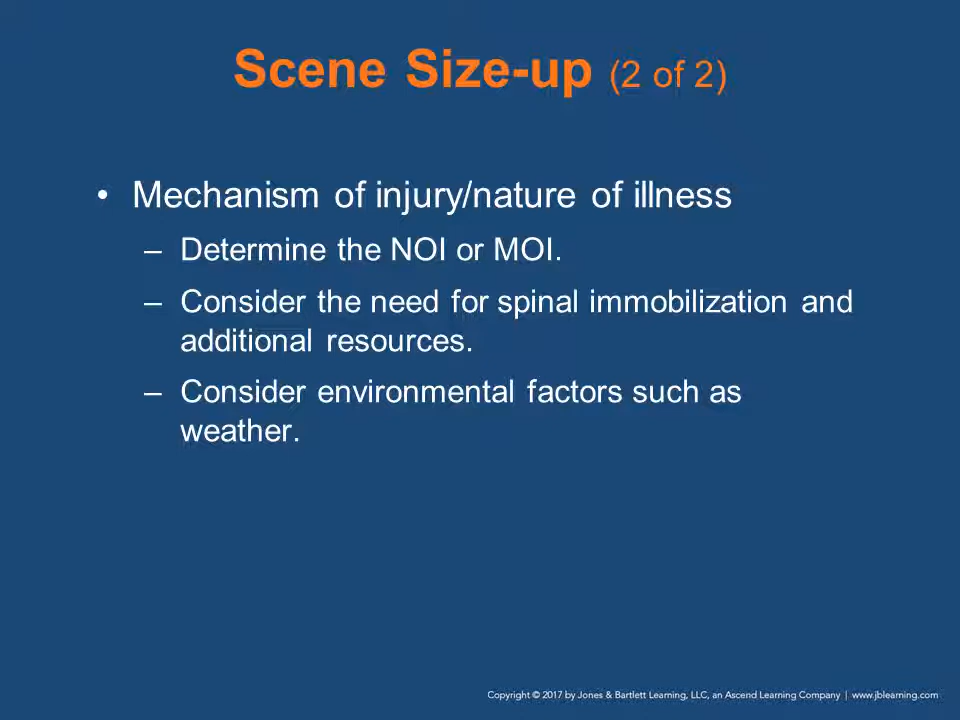 Scene Size-up (2 of 2)
• Mechanism of injury/nature of illness
– Determine the NOI or MOI.
– Consider the need for spinal immobilization and
additional resources.
– Consider environmental factors such as
weather.
Copyright © 2017 by Jones & Bartlett Learning, LLC, an Ascend Learning Company | www.jblearning.com